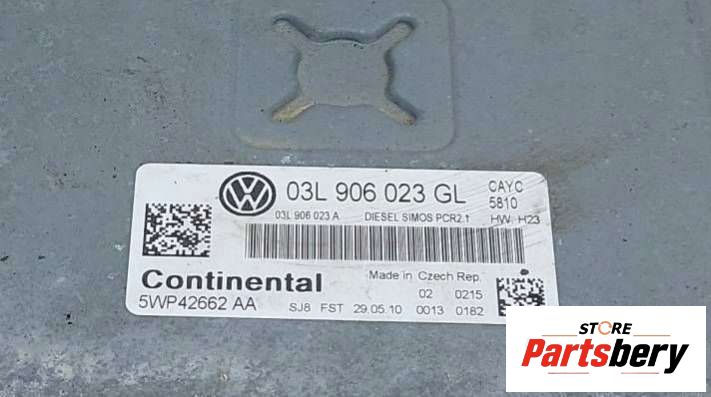 03L 906 023 GL
CAYC
5810
03L 906 023 A DIESEL SIMOS PCR2.1 HW: H23
Continental
Made in Czech Rep.
02 0215
5WP42662 AA SJ8 FST 29.05.10 0013 0182
STORE
Partsbery